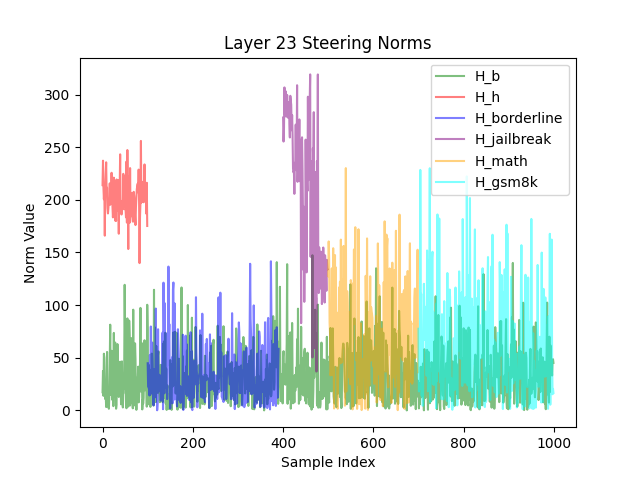 Layer 23 Steering Norms
H_b
H_h
H_borderline
H_jailbreak
H_math
H_gsm8k
Norm Value
300
250
200
150
100
50
0
0 200 400 600 800 1000
Sample Index